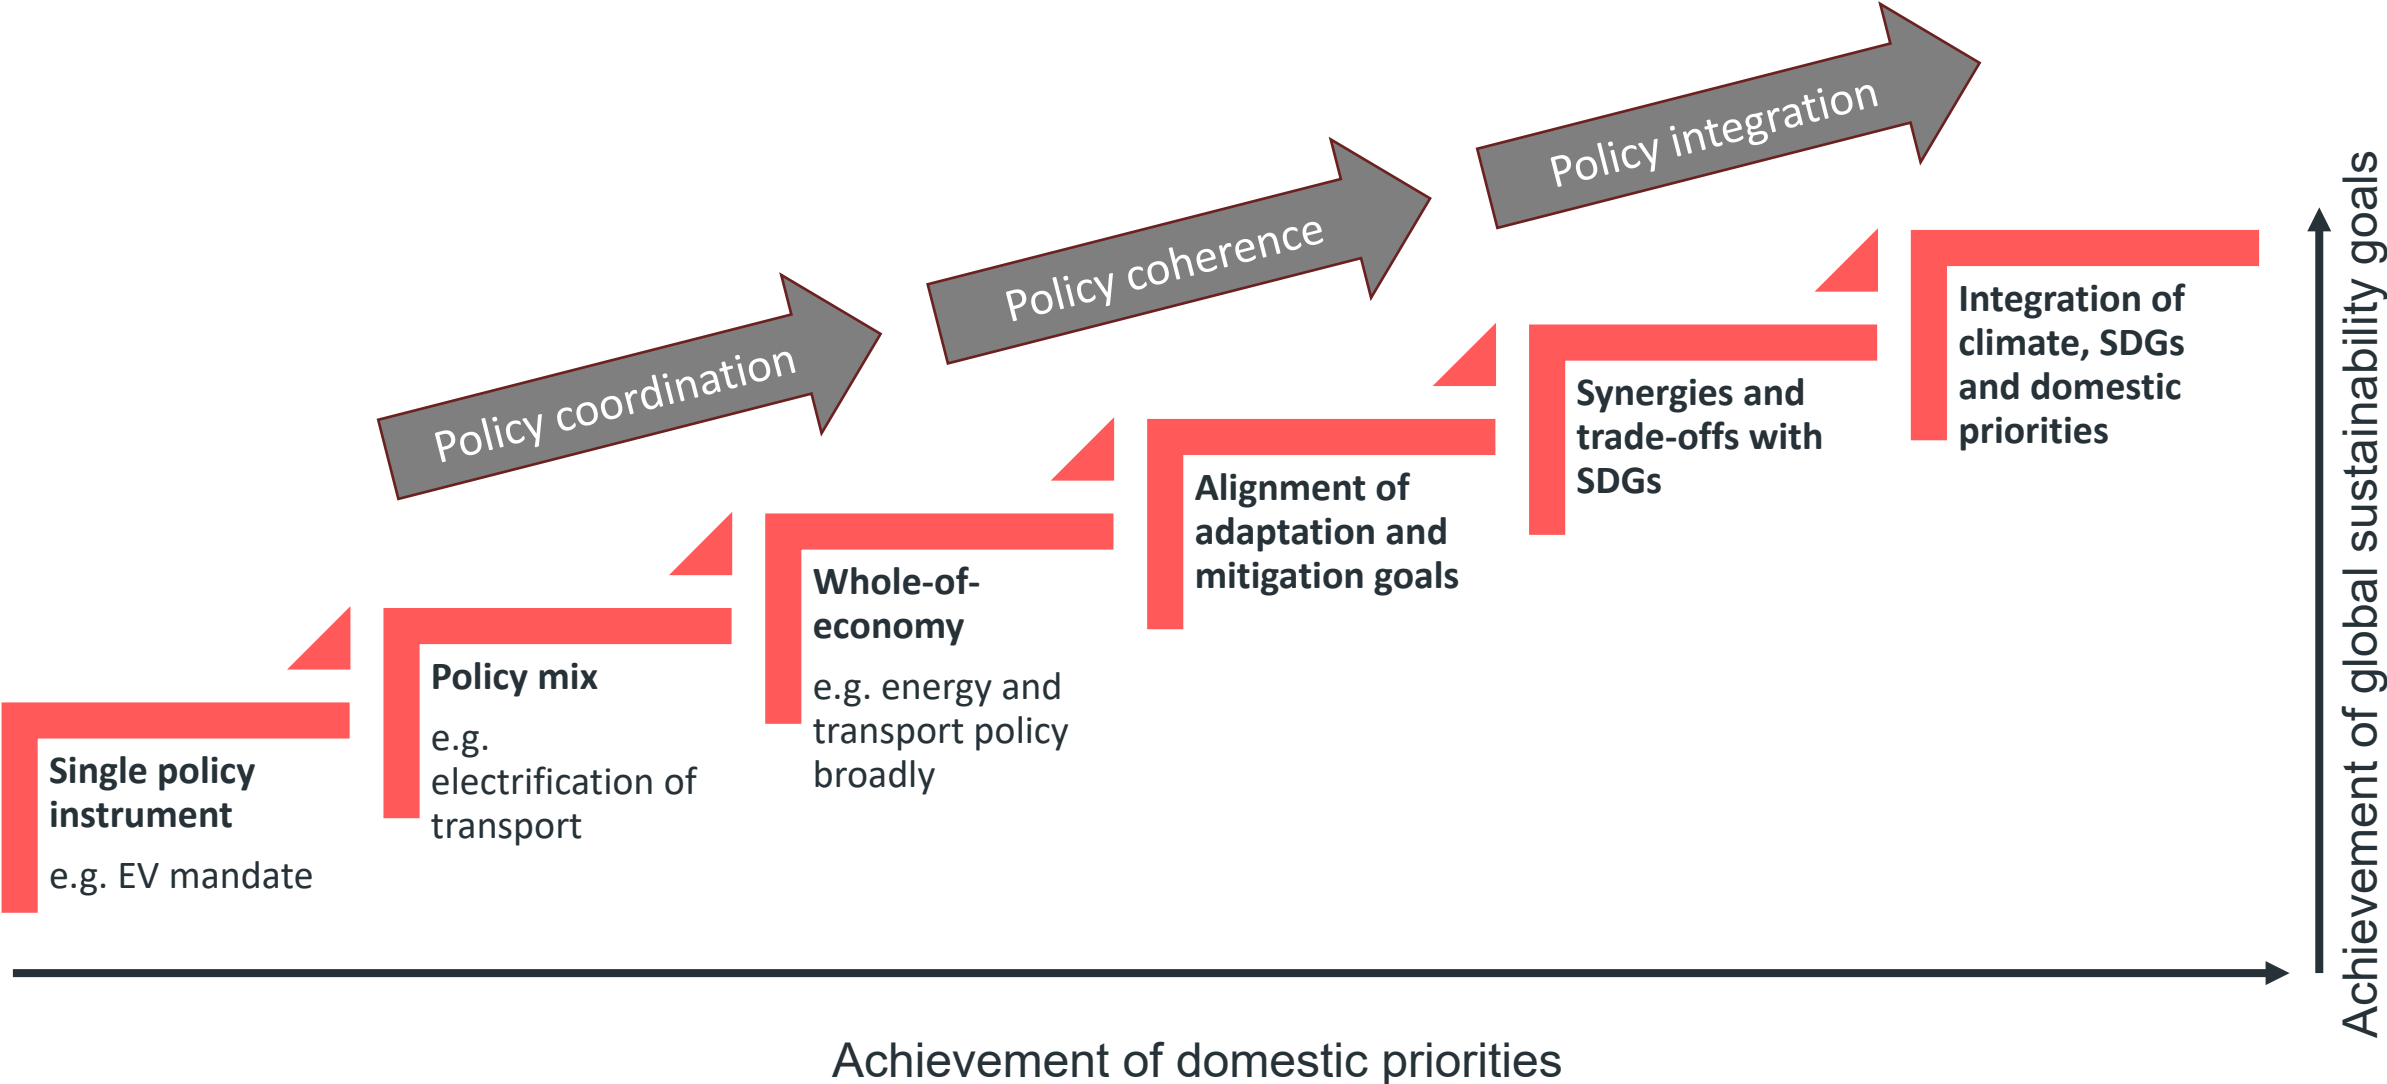 Policy coordination
Policy coherence
Policy integration
Single policy
instrument
e.g. EV mandate
Policy mix
e.g.
electrification of
transport
Whole-of-
economy
e.g. energy and
transport policy
broadly
Alignment of
adaptation and
mitigation goals
Synergies and
trade-offs with
SDGs
Integration of
climate, SDGs
and domestic
priorities
Achievement of domestic priorities
Achievement of global sustainability goals